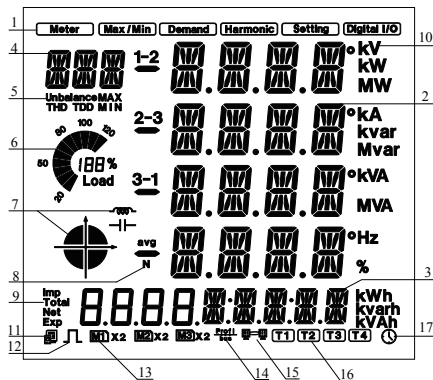 1 Meter Max/Min Demand Harmonic Setting Digital I/O
4 1-2 °kV 10
kW
MW
5 Unbalance MAX 2
THD TDD MIN
2-3 °kA
kvar
Mvar
6 20 50 80 100 120
188%
Load
3-1 °kVA
MVA
7 avg °Hz
8 N %
3
9 Imp kWh
Total kvarh
Net kVAh
Exp
11 M1 X2 M2 X2 M3 X2 Profi Bus T1 T2 T3 T4 17
12 13 14 15 16